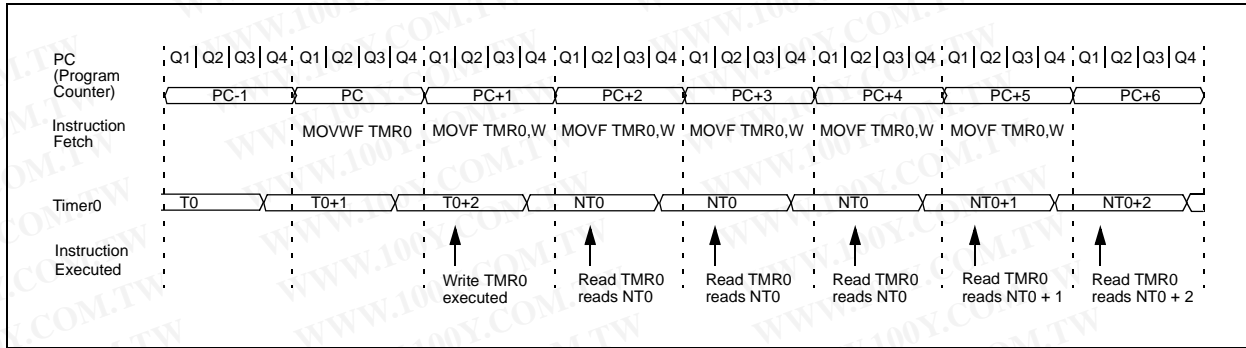 PC
(Program
Counter)
Q1 Q2 Q3 Q4 Q1 Q2 Q3 Q4 Q1 Q2 Q3 Q4 Q1 Q2 Q3 Q4 Q1 Q2 Q3 Q4 Q1 Q2 Q3 Q4 Q1 Q2 Q3 Q4 Q1 Q2 Q3 Q4
PC-1 PC PC+1 PC+2 PC+3 PC+4 PC+5 PC+6
Instruction
Fetch
MOVWF TMR0 MOVF TMR0,W MOVF TMR0,W MOVF TMR0,W MOVF TMR0,W MOVF TMR0,W
Timer0
T0 T0+1 T0+2 NT0 NT0 NT0 NT0+1 NT0+2
Instruction
Executed
Write TMR0
executed
Read TMR0
reads NT0
Read TMR0
reads NT0
Read TMR0
reads NT0
Read TMR0
reads NT0 + 1
Read TMR0
reads NT0 + 2
WWW.100Y.COM.TW